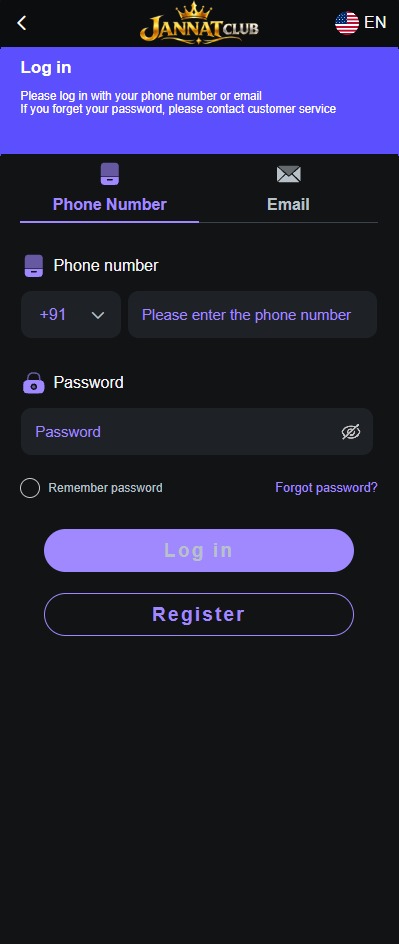 JANNAT CLUB
EN
Log in
Please log in with your phone number or email
If you forget your password, please contact customer service
Phone Number
Email
Phone number
+91
Please enter the phone number
Password
Password
Remember password
Forgot password?
Log in
Register